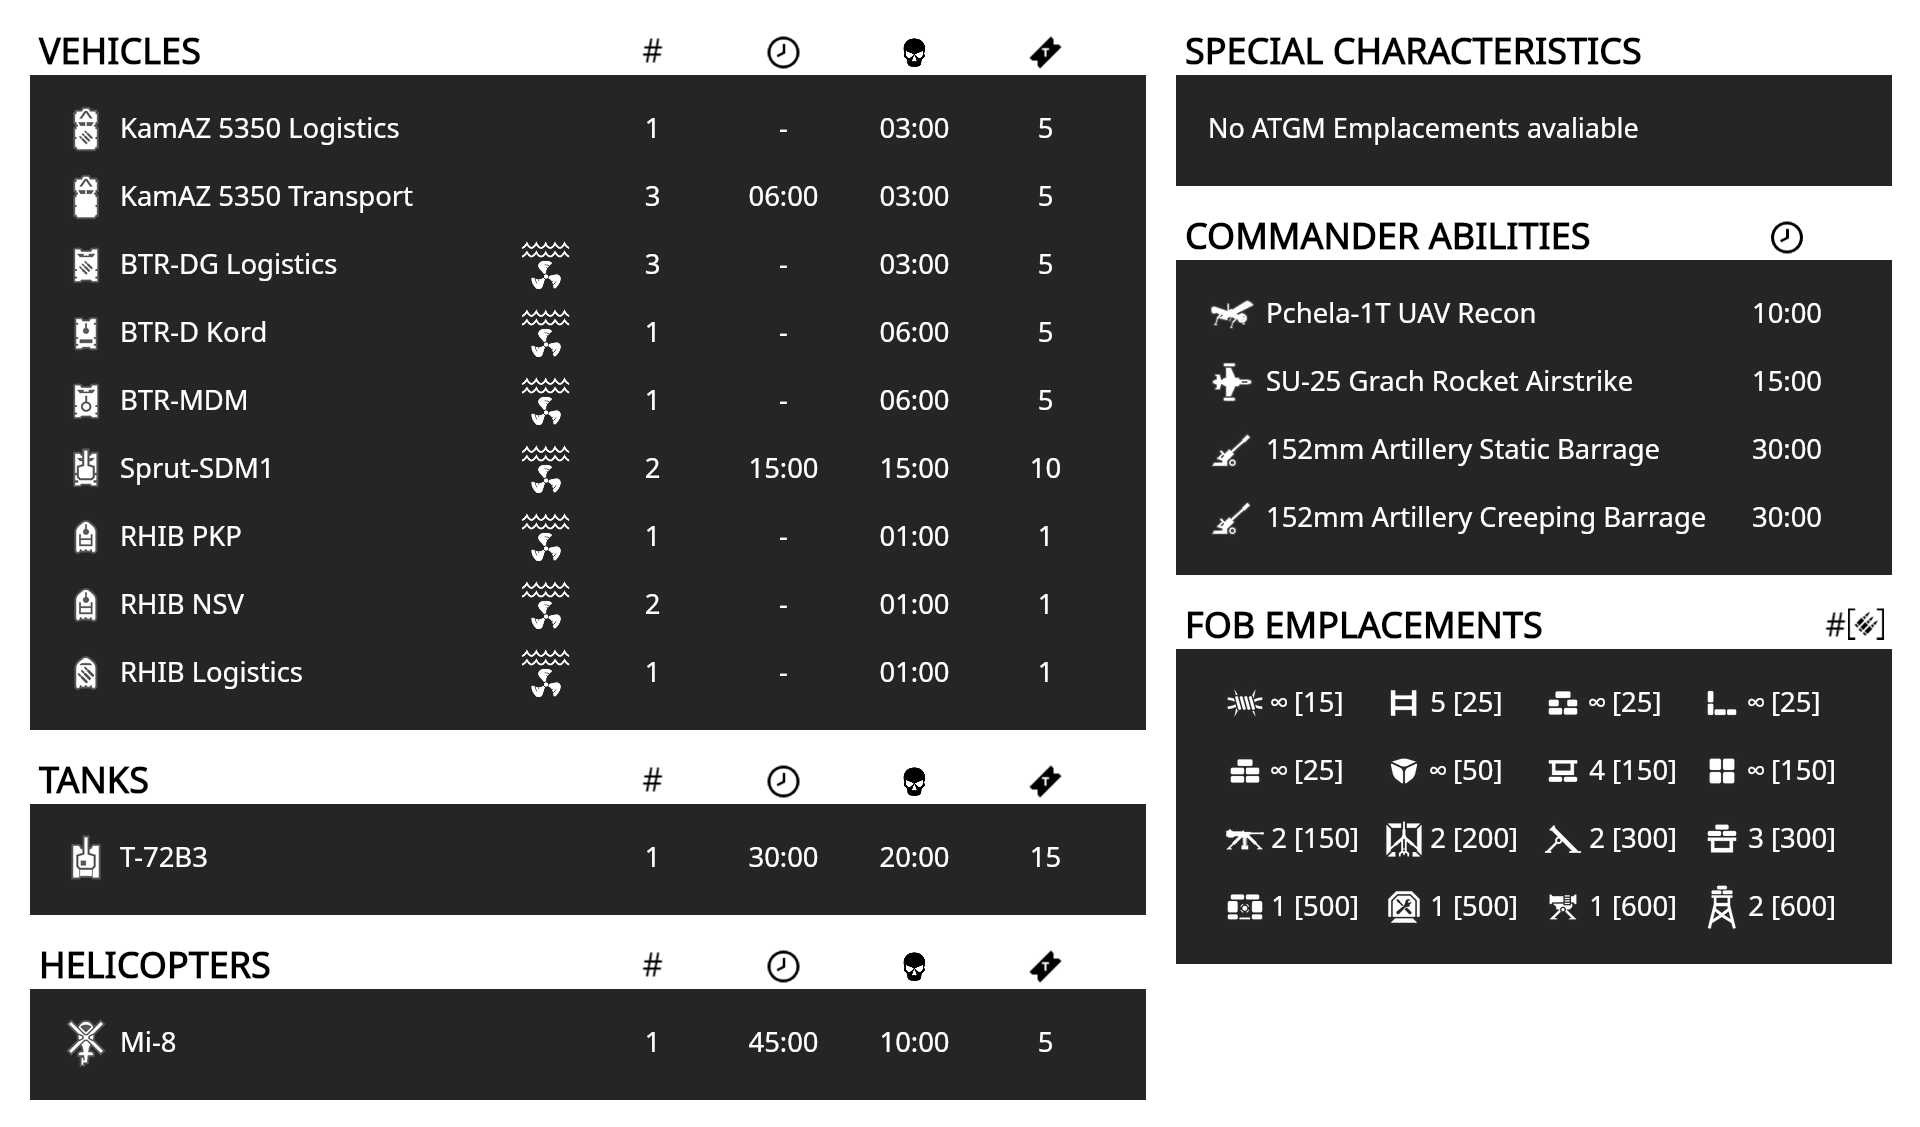 VEHICLES #
KamAZ 5350 Logistics 1 - 03:00 5
KamAZ 5350 Transport 3 06:00 03:00 5
BTR-DG Logistics 3 - 03:00 5
BTR-D Kord 1 - 06:00 5
BTR-MDM 1 - 06:00 5
Sprut-SDM1 2 15:00 15:00 10
RHIB PKP 1 - 01:00 1
RHIB NSV 2 - 01:00 1
RHIB Logistics 1 - 01:00 1
TANKS #
T-72B3 1 30:00 20:00 15
HELICOPTERS #
Mi-8 1 45:00 10:00 5
SPECIAL CHARACTERISTICS
No ATGM Emplacements avaliable
COMMANDER ABILITIES
Pchela-1T UAV Recon 10:00
SU-25 Grach Rocket Airstrike 15:00
152mm Artillery Static Barrage 30:00
152mm Artillery Creeping Barrage 30:00
FOB EMPLACEMENTS #[]
∞ [15] 5 [25] ∞ [25] ∞ [25]
∞ [25] ∞ [50] 4 [150] ∞ [150]
2 [150] 2 [200] 2 [300] 3 [300]
1 [500] 1 [500] 1 [600] 2 [600]